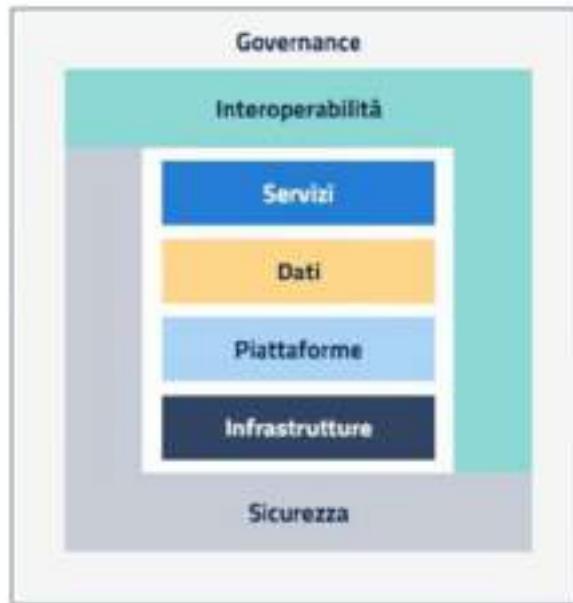 Governance
Interoperabilità
Servizi
Dati
Piattaforme
Infrastrutture
Sicurezza